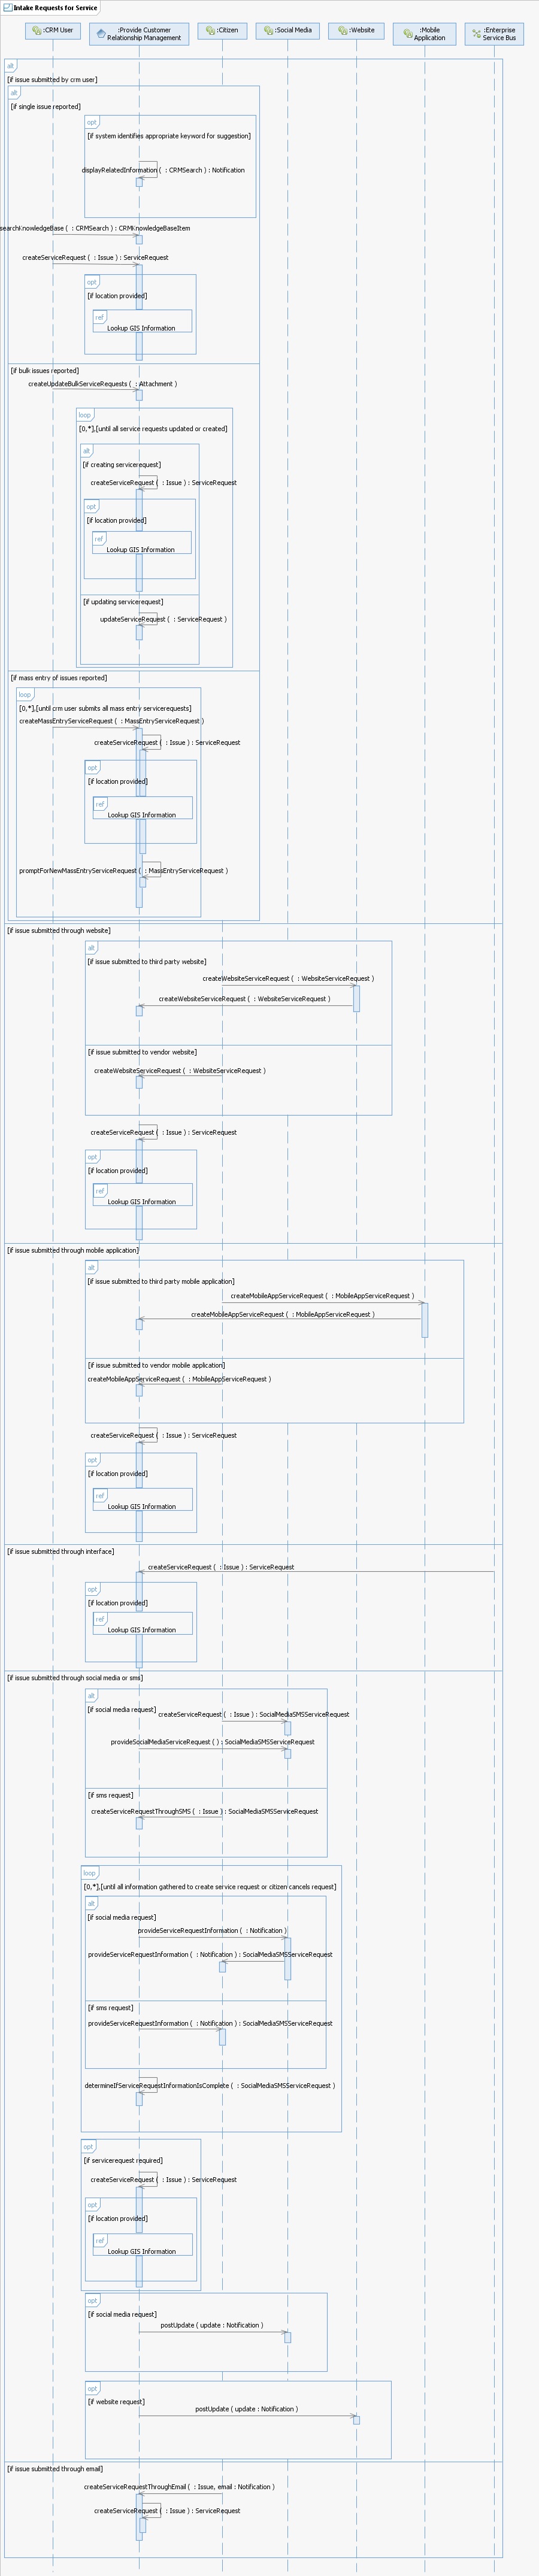 Intake Requests for Service
:CRM User
:Provide Customer
Relationship Management
:Citizen
:Social Media
:Website
:Mobile
Application
:Enterprise
Service Bus
alt
[if issue submitted by crm user]
alt
[if single issue reported]
opt
[if system identifies appropriate keyword for suggestion]
displayRelatedInformation ( : CRMSearch ) : Notification
searchKnowledgeBase ( : CRMSearch ) : CRMKnowledgeBaseItem
createServiceRequest ( : Issue ) : ServiceRequest
opt
[if location provided]
ref
Lookup GIS Information
[if bulk issues reported]
createUpdateBulkServiceRequests ( : Attachment )
loop
[0,*],[until all service requests updated or created]
alt
[if creating servicerequest]
createServiceRequest ( : Issue ) : ServiceRequest
opt
[if location provided]
ref
Lookup GIS Information
[if updating servicerequest]
updateServiceRequest ( : ServiceRequest )
[if mass entry of issues reported]
loop
[0,*],[until crm user submits all mass entry servicerequests]
createMassEntryServiceRequest ( : MassEntryServiceRequest )
createServiceRequest ( : Issue ) : ServiceRequest
opt
[if location provided]
ref
Lookup GIS Information
promptForNewMassEntryServiceRequest ( : MassEntryServiceRequest )
[if issue submitted through website]
alt
[if issue submitted to third party website]
createWebsiteServiceRequest ( : WebsiteServiceRequest )
createWebsiteServiceRequest ( : WebsiteServiceRequest )
[if issue submitted to vendor website]
createWebsiteServiceRequest ( : WebsiteServiceRequest )
createServiceRequest ( : Issue ) : ServiceRequest
opt
[if location provided]
ref
Lookup GIS Information
[if issue submitted through mobile application]
alt
[if issue submitted to third party mobile application]
createMobileAppServiceRequest ( : MobileAppServiceRequest )
createMobileAppServiceRequest ( : MobileAppServiceRequest )
[if issue submitted to vendor mobile application]
createMobileAppServiceRequest ( : MobileAppServiceRequest )
createServiceRequest ( : Issue ) : ServiceRequest
opt
[if location provided]
ref
Lookup GIS Information
[if issue submitted through interface]
createServiceRequest ( : Issue ) : ServiceRequest
opt
[if location provided]
ref
Lookup GIS Information
[if issue submitted through social media or sms]
alt
[if social media request]
createServiceRequest ( : Issue ) : SocialMediaSMSServiceRequest
provideSocialMediaServiceRequest ( ) : SocialMediaSMSServiceRequest
[if sms request]
createServiceRequestThroughSMS ( : Issue ) : SocialMediaSMSServiceRequest
loop
[0,*],[until all information gathered to create service request or citizen cancels request]
alt
[if social media request]
provideServiceRequestInformation ( : Notification )
provideServiceRequestInformation ( : Notification ) : SocialMediaSMSServiceRequest
[if sms request]
provideServiceRequestInformation ( : Notification ) : SocialMediaSMSServiceRequest
determineIfServiceRequestInformationIsComplete ( : SocialMediaSMSServiceRequest )
opt
[if servicerequest required]
createServiceRequest ( : Issue ) : ServiceRequest
opt
[if location provided]
ref
Lookup GIS Information
opt
[if social media request]
postUpdate ( update : Notification )
opt
[if website request]
postUpdate ( update : Notification )
[if issue submitted through email]
createServiceRequestThroughEmail ( : Issue, email : Notification )
createServiceRequest ( : Issue ) : ServiceRequest